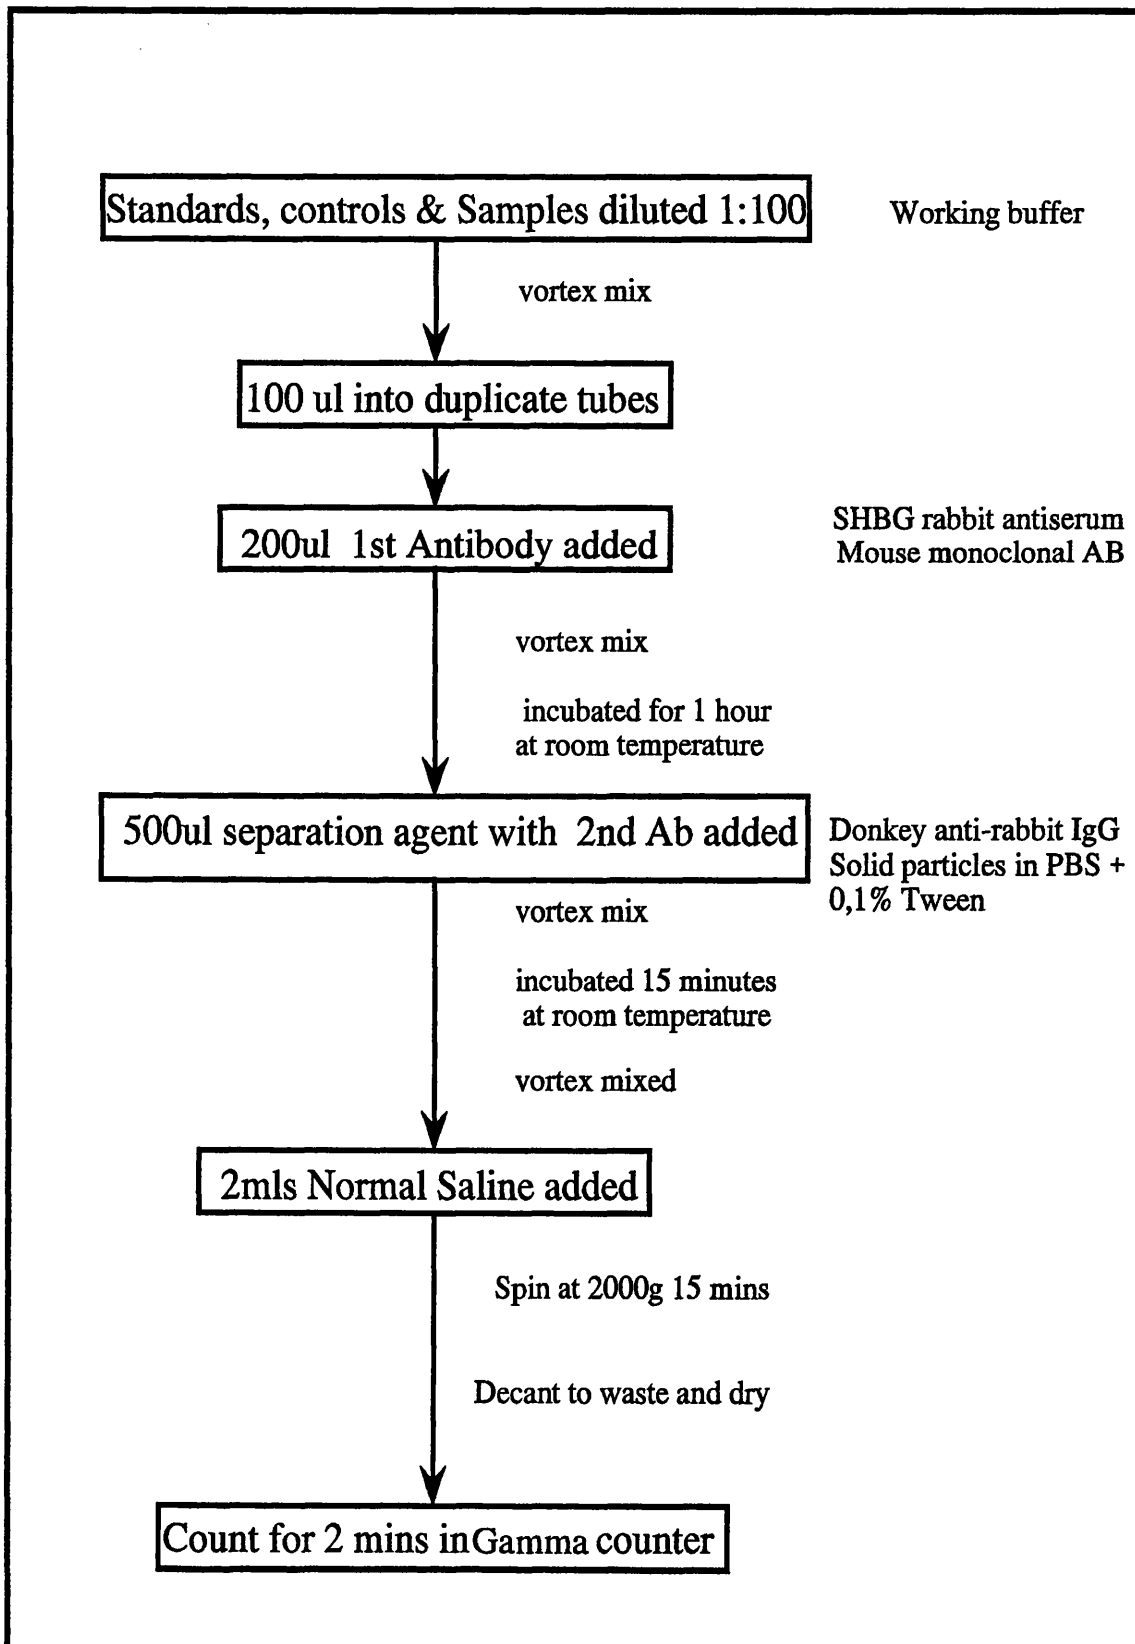 Standards, controls & Samples diluted 1:100
Working buffer
vortex mix
100 ul into duplicate tubes
200ul 1st Antibody added
SHBG rabbit antiserum
Mouse monoclonal AB
vortex mix
incubated for 1 hour
at room temperature
500ul separation agent with 2nd Ab added
Donkey anti-rabbit IgG
Solid particles in PBS +
0,1% Tween
vortex mix
incubated 15 minutes
at room temperature
vortex mixed
2mls Normal Saline added
Spin at 2000g 15 mins
Decant to waste and dry
Count for 2 mins in Gamma counter